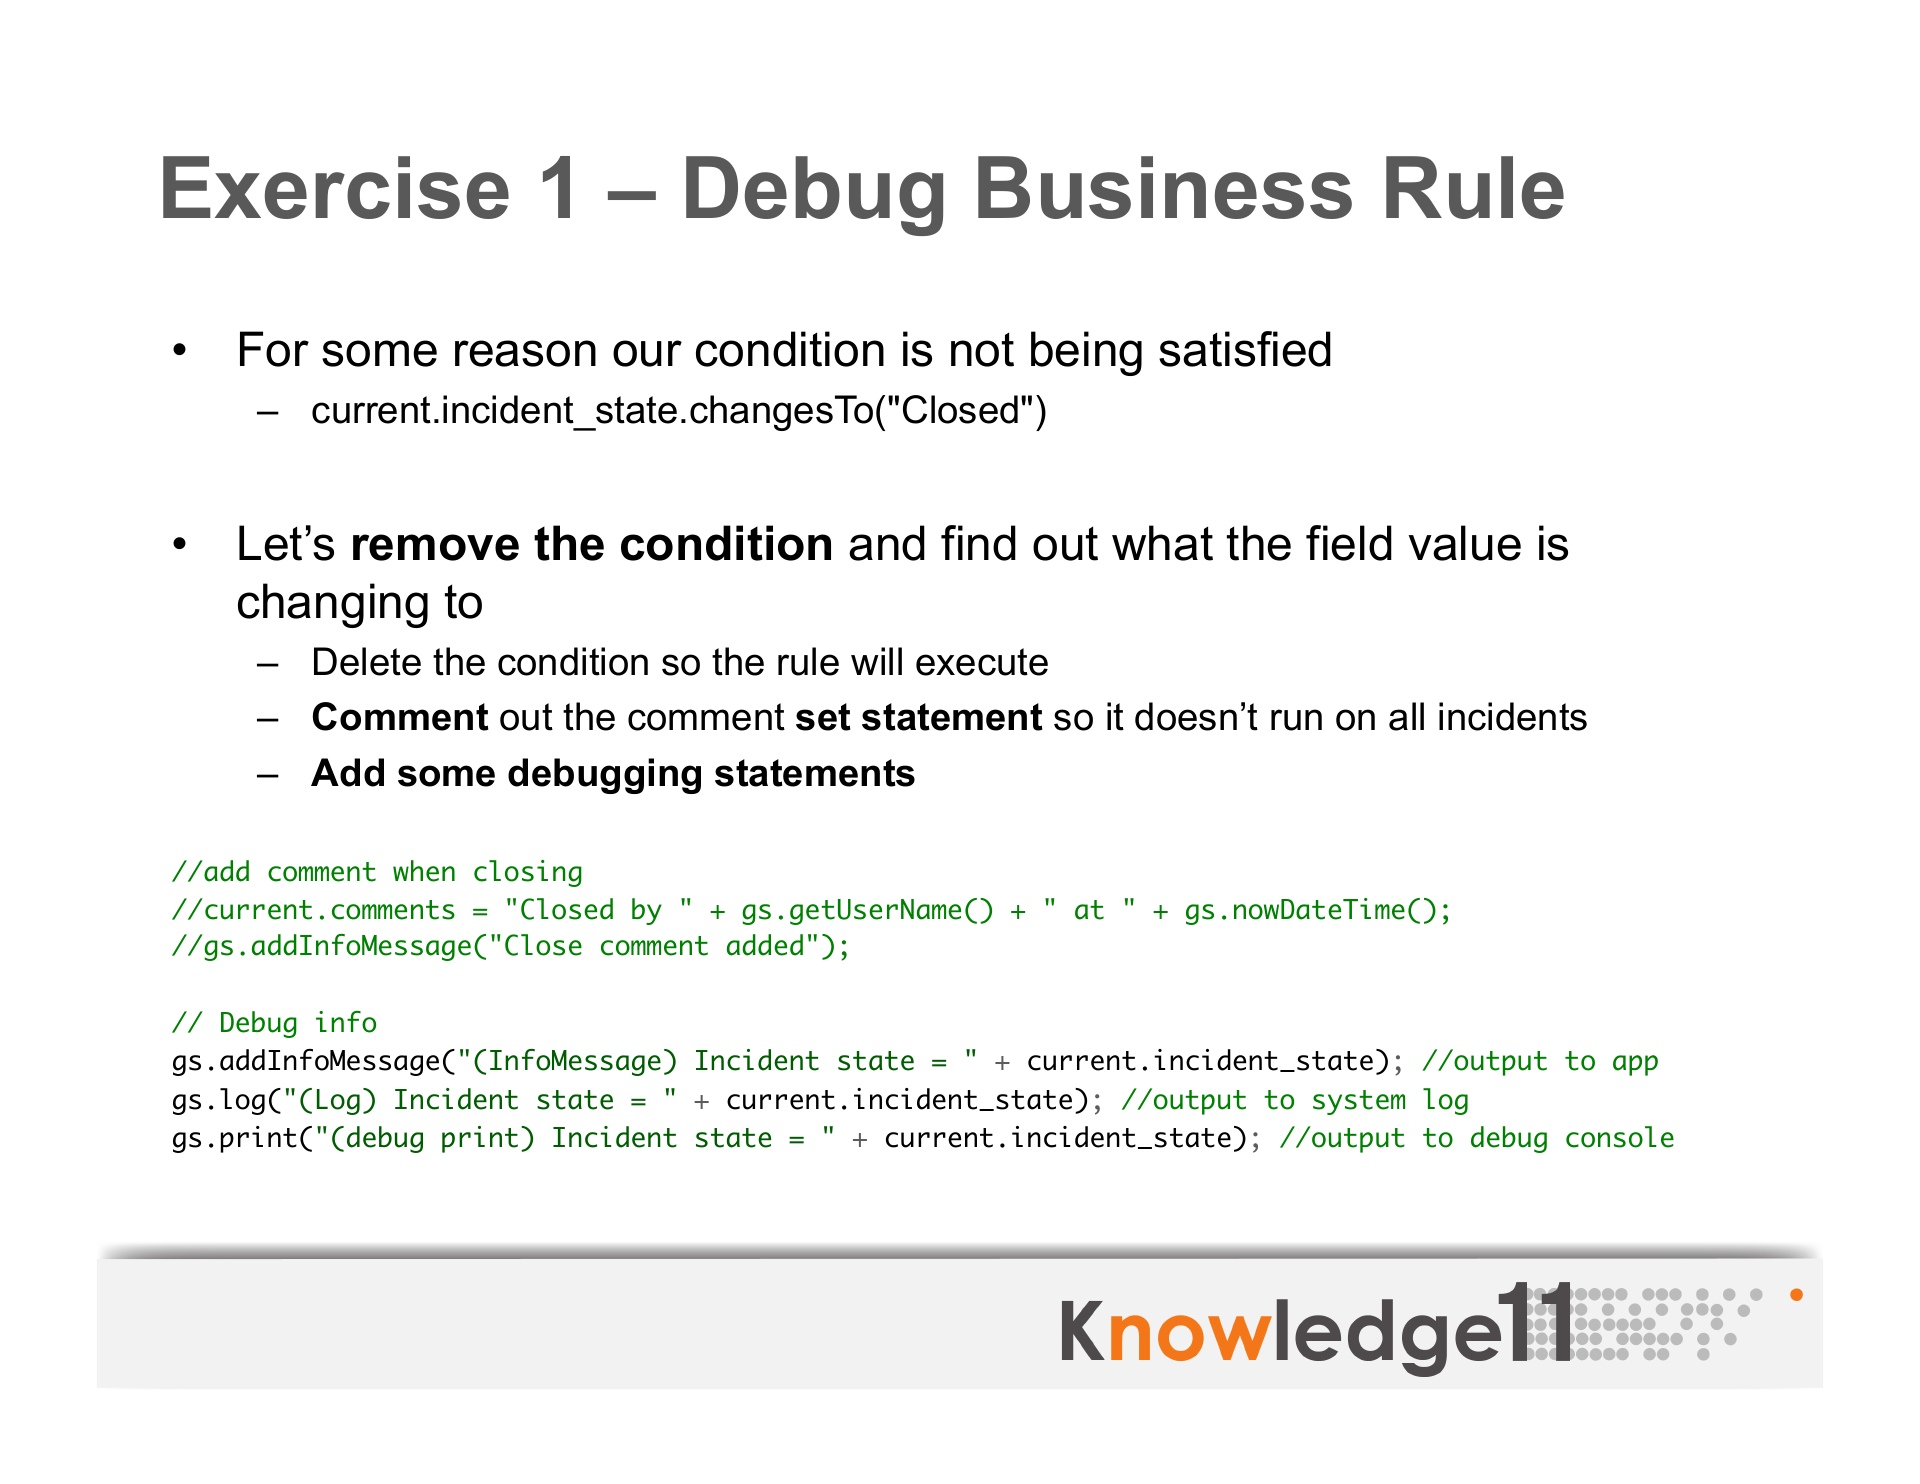 Exercise 1 – Debug Business Rule
• For some reason our condition is not being satisfied
– current.incident_state.changesTo("Closed")
• Let’s remove the condition and find out what the field value is
changing to
– Delete the condition so the rule will execute
– Comment out the comment set statement so it doesn’t run on all incidents
– Add some debugging statements
//add comment when closing
//current.comments = "Closed by " + gs.getUserName() + " at " + gs.nowDateTime();
//gs.addInfoMessage("Close comment added");
// Debug info
gs.addInfoMessage("(InfoMessage) Incident state = " + current.incident_state); //output to app
gs.log("(Log) Incident state = " + current.incident_state); //output to system log
gs.print("(debug print) Incident state = " + current.incident_state); //output to debug console
Knowledge11